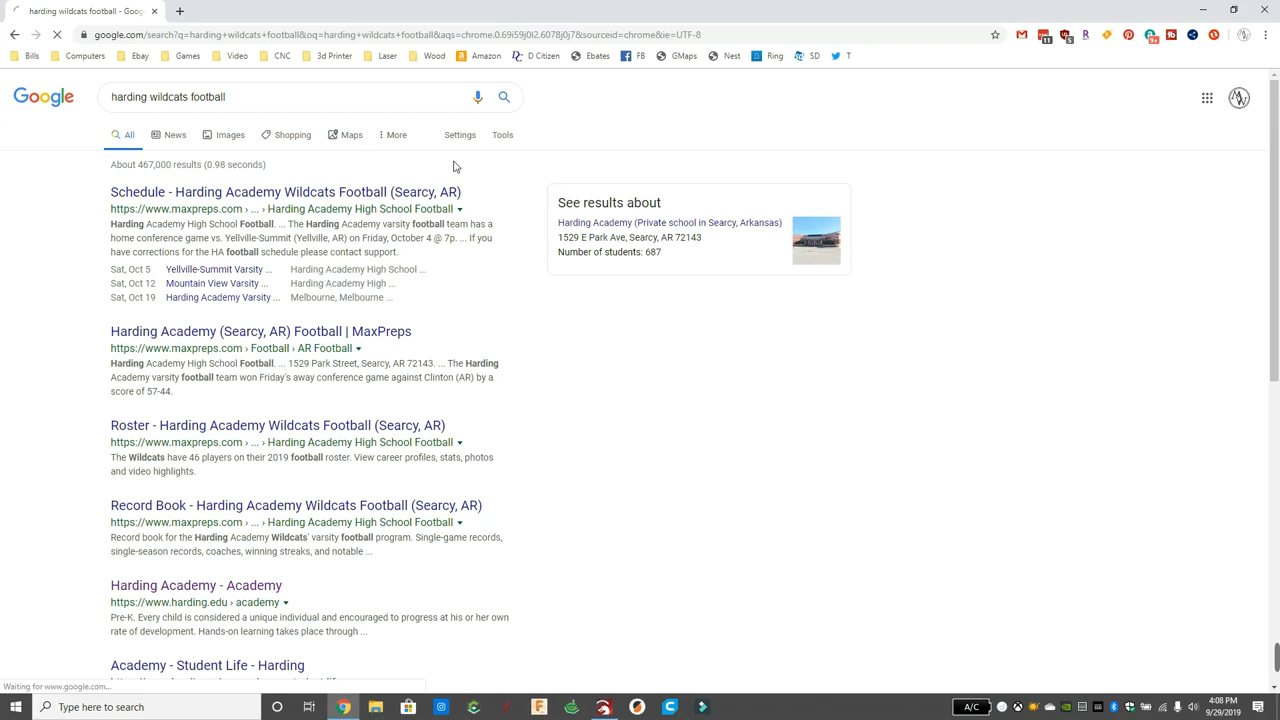 harding wildcats football - Goog
google.com/search?q=harding+wildcats+football&oq=harding+wildcats+football&aqs=chrome.0.69i59j0l2.6078j0j7&sourceid=chrome&ie=UTF-8
11
5
9+
Bills Computers Ebay Games Video CNC 3d Printer Laser Wood Amazon D Citizen Ebates FB GMaps Nest Ring SD T
Google harding wildcats football
All News Images Shopping Maps More Settings Tools
About 467,000 results (0.98 seconds)
Schedule - Harding Academy Wildcats Football (Searcy, AR)
https://www.maxpreps.com › ... › Harding Academy High School Football
Harding Academy High School Football. ... The Harding Academy varsity football team has a
home conference game vs. Yellville-Summit (Yellville, AR) on Friday, October 4 @ 7p. ... If you
have corrections for the HA football schedule please contact support.
Sat, Oct 5 Yellville-Summit Varsity ... Harding Academy High School ...
Sat, Oct 12 Mountain View Varsity ... Harding Academy High ...
Sat, Oct 19 Harding Academy Varsity ... Melbourne, Melbourne ...
Harding Academy (Searcy, AR) Football | MaxPreps
https://www.maxpreps.com › Football › AR Football
Harding Academy High School Football. ... 1529 Park Street, Searcy, AR 72143. ... The Harding
Academy varsity football team won Friday's away conference game against Clinton (AR) by a
score of 57-44.
Roster - Harding Academy Wildcats Football (Searcy, AR)
https://www.maxpreps.com › ... › Harding Academy High School Football
The Wildcats have 46 players on their 2019 football roster. View career profiles, stats, photos
and video highlights.
Record Book - Harding Academy Wildcats Football (Searcy, AR)
https://www.maxpreps.com › ... › Harding Academy High School Football
Record book for the Harding Academy Wildcats' varsity football program. Single-game records,
single-season records, coaches, winning streaks, and notable ...
Harding Academy - Academy
https://www.harding.edu › academy
Pre-K. Every child is considered a unique individual and encouraged to progress at his or her own
rate of development. Hands-on learning takes place through ...
Academy - Student Life - Harding
See results about
Harding Academy (Private school in Searcy, Arkansas)
1529 E Park Ave, Searcy, AR 72143
Number of students: 687
Waiting for www.google.com...
Type here to search
A/C
4:08 PM
9/29/2019